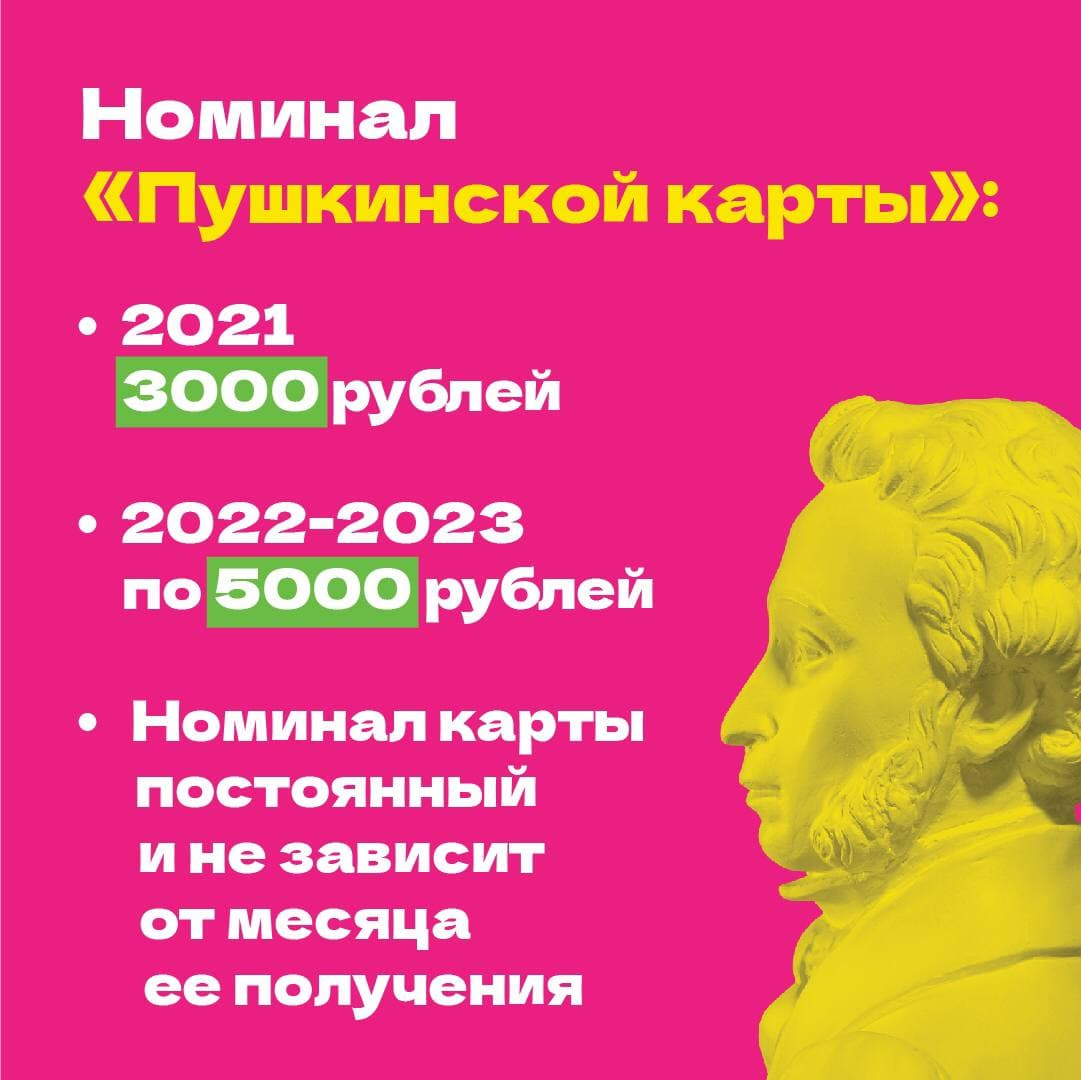 Номинал
«Пушкинской карты»:
• 2021
3000 рублей
• 2022-2023
по 5000 рублей
• Номинал карты
постоянный
и не зависит
от месяца
ее получения